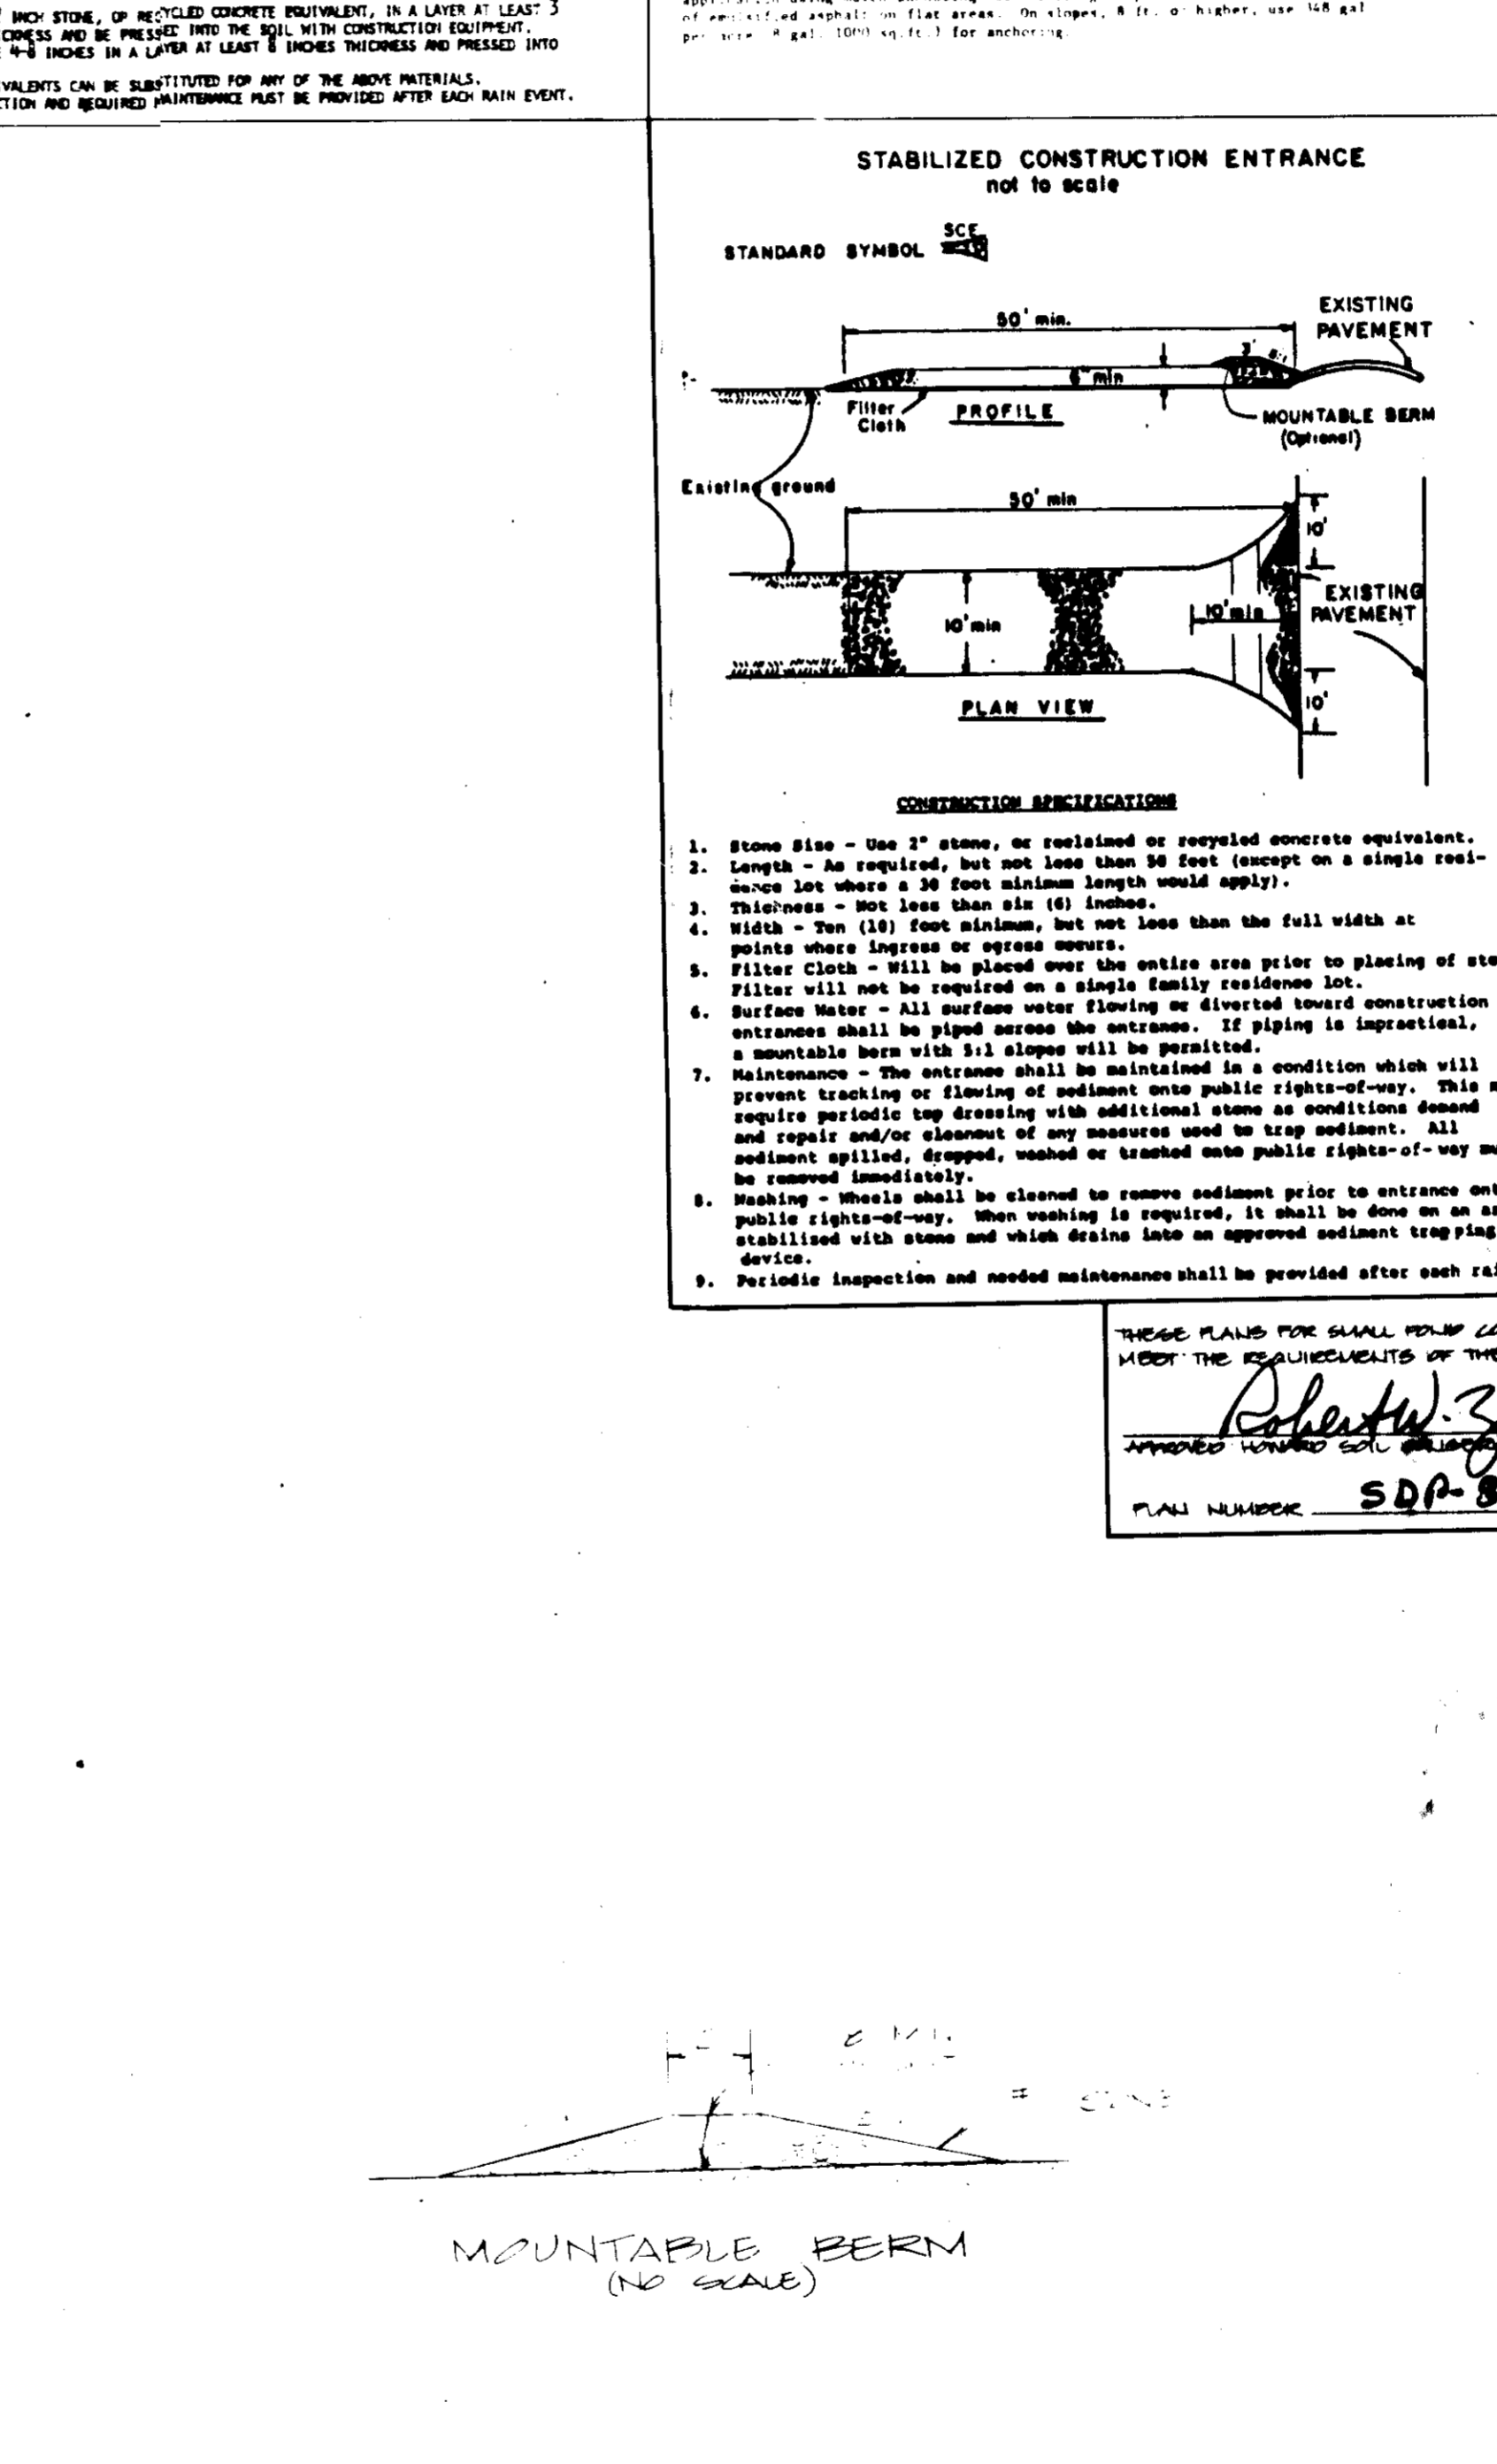 INCH STONE, OR RECYCLED CONCRETE EQUIVALENT, IN A LAYER AT LEAST 3
AND BE PRESSED INTO THE SOIL WITH CONSTRUCTION EQUIPMENT.
4-8 INCHES IN A LAYER AT LEAST 8 INCHES THICKNESS AND PRESSED INTO
VALENTS CAN BE SUBSTITUTED FOR ANY OF THE ABOVE MATERIALS.
TION AND REQUIRED MAINTENANCE MUST BE PROVIDED AFTER EACH RAIN EVENT.
of emulsified asphalt on flat areas. On slopes, 8 ft. or higher, use 348 gal
per acre 8 gal. 1000 sq.ft.) for anchoring.
STABILIZED CONSTRUCTION ENTRANCE
not to scale
STANDARD SYMBOL SCE
50' min.
EXISTING
PAVEMENT
3'
6" min
Filter
Cloth
PROFILE
MOUNTABLE BERM
(Optional)
Existing ground
50' min
10'
EXISTING
PAVEMENT
10' min
10' min
10'
PLAN VIEW
CONSTRUCTION SPECIFICATIONS
1. Stone Size - Use 2" stone, or reclaimed or recycled concrete equivalent.
2. Length - As required, but not less than 50 feet (except on a single resi-
dence lot where a 30 foot minimum length would apply).
3. Thickness - Not less than six (6) inches.
4. Width - Ten (10) foot minimum, but not less than the full width at
points where ingress or egress occurs.
5. Filter Cloth - Will be placed over the entire area prior to placing of sto
Filter will not be required on a single family residence lot.
6. Surface Water - All surface water flowing or diverted toward construction
entrances shall be piped across the entrance. If piping is impractical,
a mountable berm with 5:1 slopes will be permitted.
7. Maintenance - The entrance shall be maintained in a condition which will
prevent tracking or flowing of sediment onto public rights-of-way. This m
require periodic top dressing with additional stone as conditions demand
and repair and/or cleanout of any measures used to trap sediment. All
sediment spilled, dropped, washed or tracked onto public rights-of-way mu
be removed immediately.
8. Washing - Wheels shall be cleaned to remove sediment prior to entrance ont
public rights-of-way. When washing is required, it shall be done on an ar
stabilized with stone and which drains into an approved sediment trapping
device.
9. Periodic inspection and needed maintenance shall be provided after each rai
THESE PLANS FOR SMALL POND CO
MEET THE REQUIREMENTS OF THE
Robert W. Z
APPROVED HOWARD SOIL
PLAN NUMBER SDP-8
STONE
MOUNTABLE BERM
(NO SCALE)